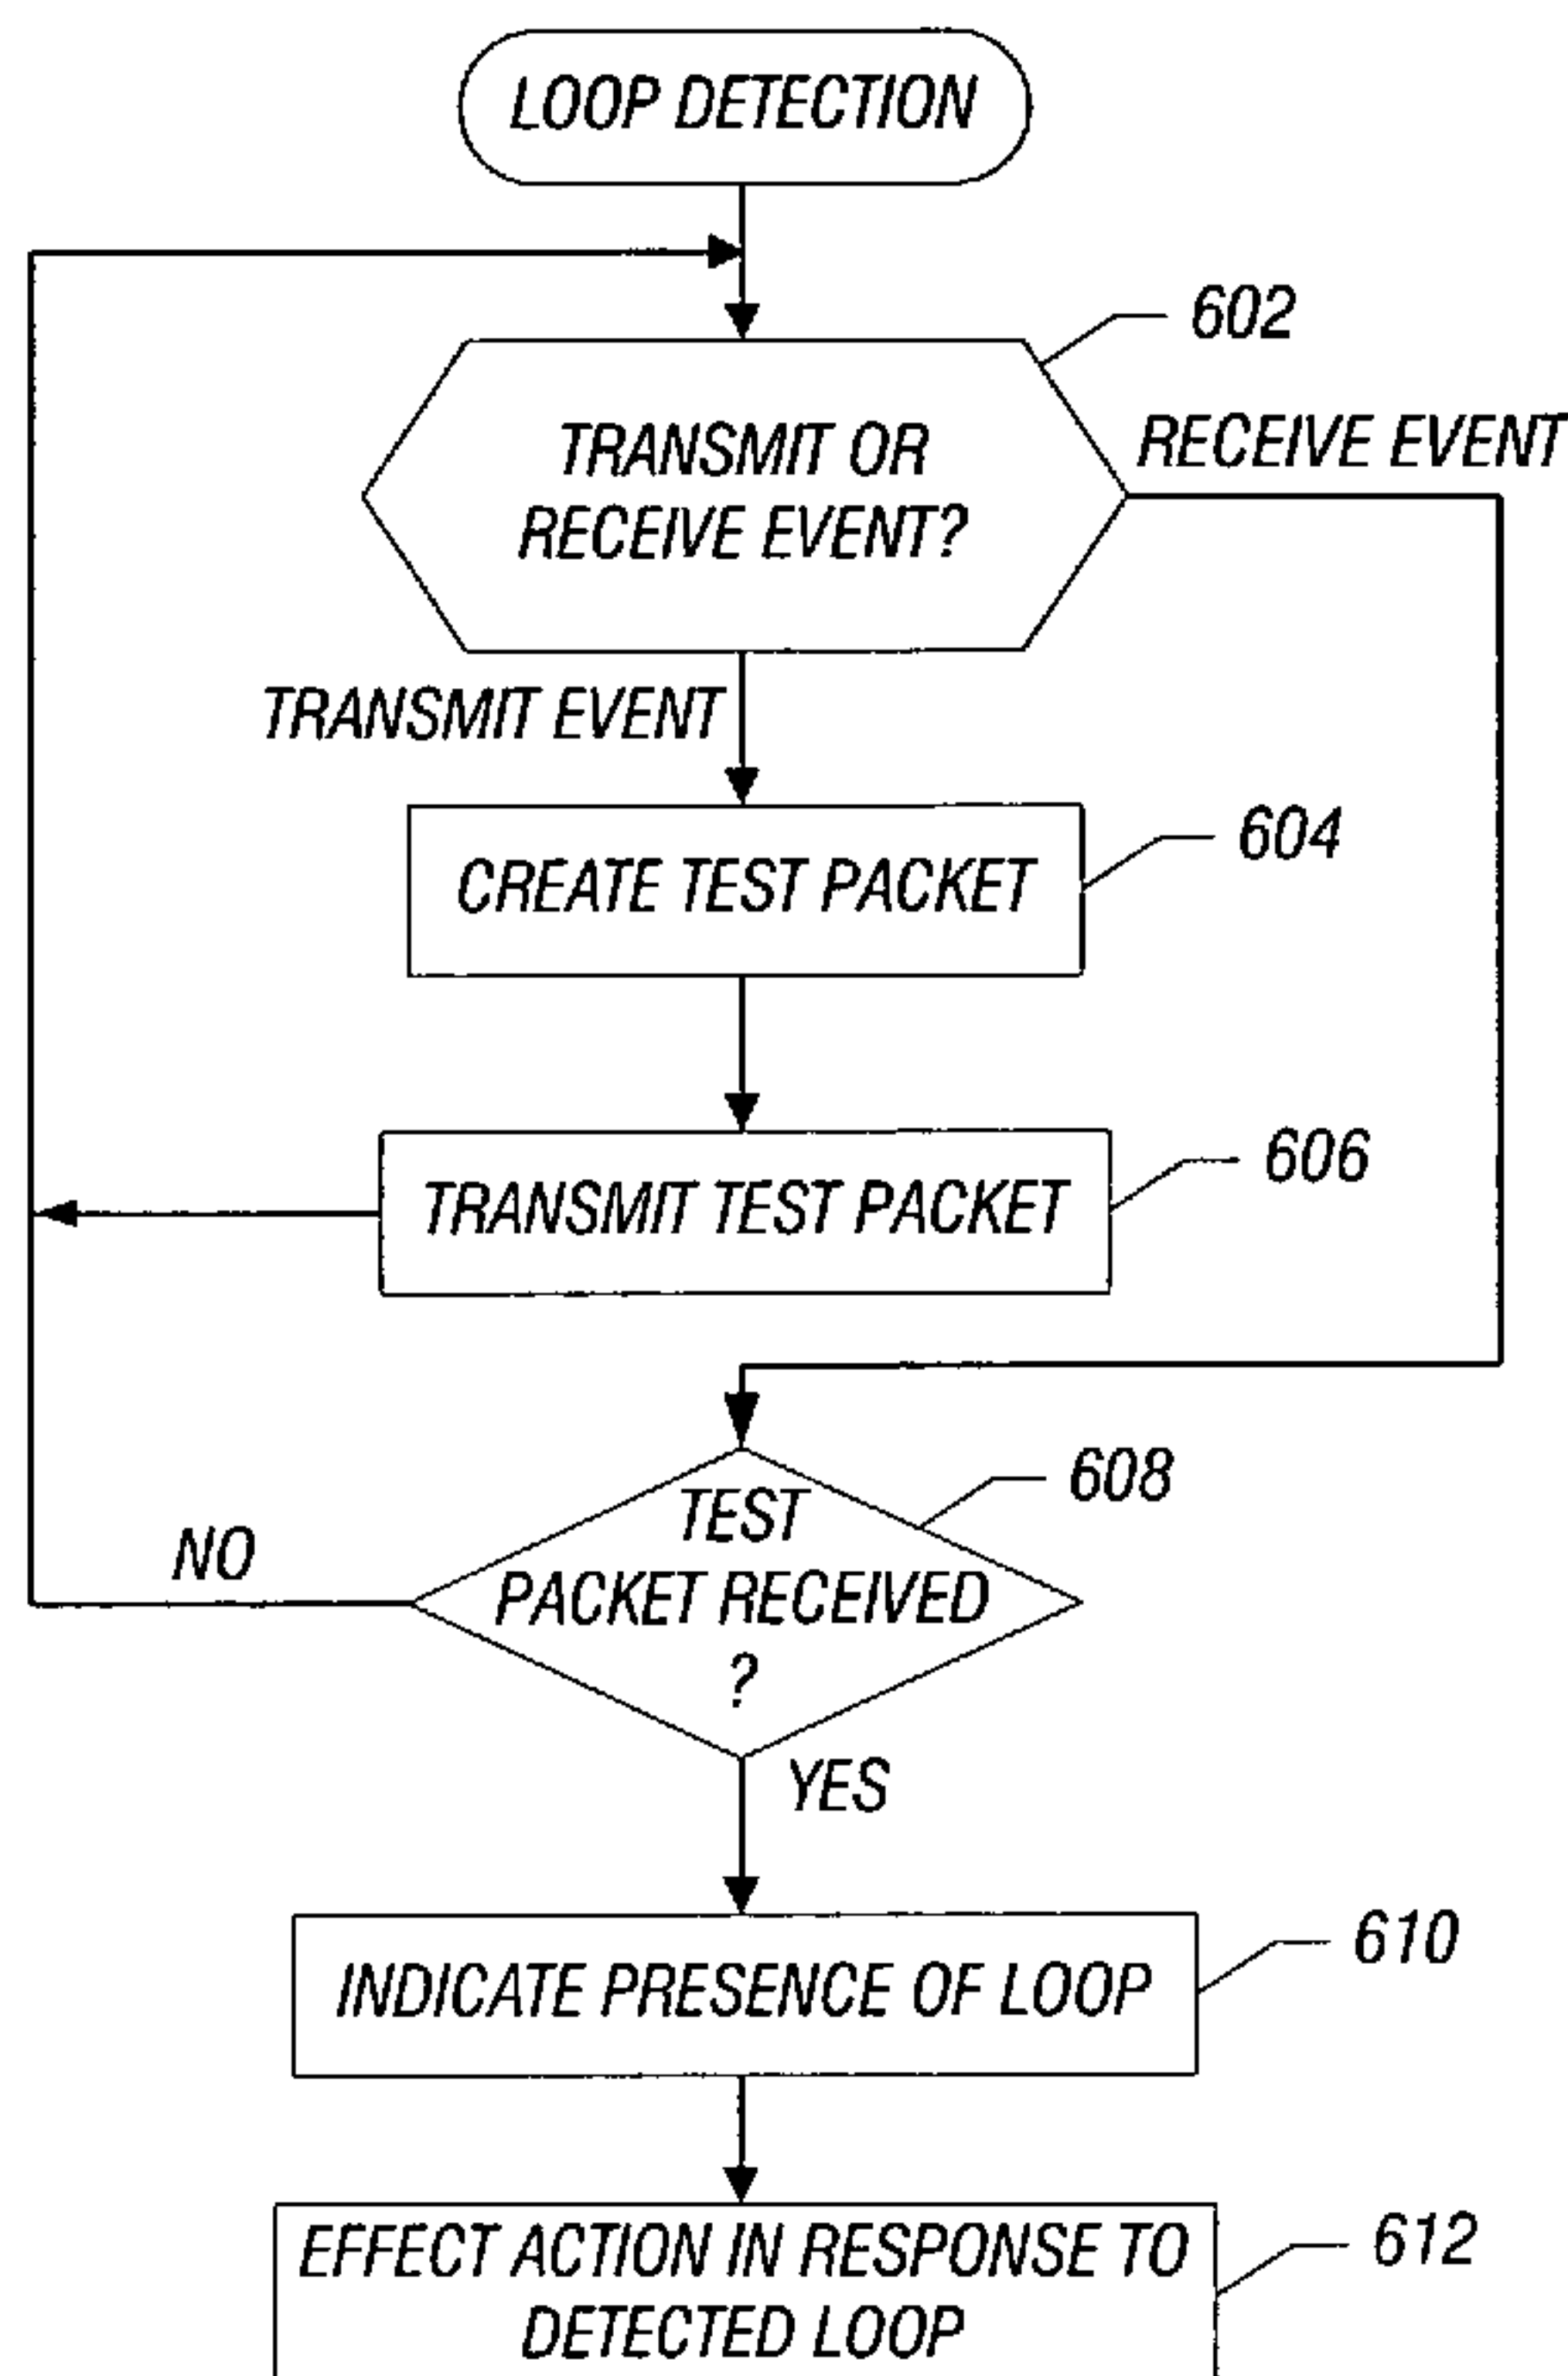 LOOP DETECTION
602
TRANSMIT OR
RECEIVE EVENT?
RECEIVE EVENT
TRANSMIT EVENT
CREATE TEST PACKET
604
TRANSMIT TEST PACKET
606
TEST
PACKET RECEIVED
?
608
NO
YES
INDICATE PRESENCE OF LOOP
610
EFFECT ACTION IN RESPONSE TO
DETECTED LOOP
612